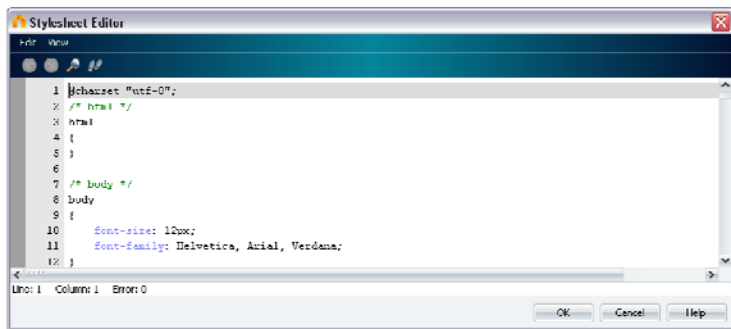 Stylesheet Editor
Edit View
1 @charset "utf-8";
2 /* html */
3 html
4 {
5 }
6
7 /* body */
8 body
9 {
10 font-size: 12px;
11 font-family: Helvetica, Arial, Verdana;
12 }
Line: 1 Column: 1 Error: 0
OK Cancel Help